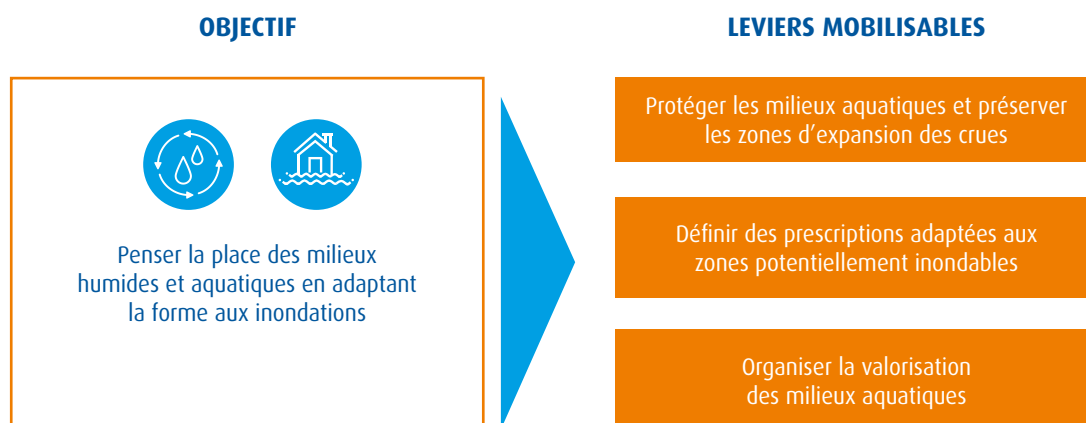 OBJECTIF
Penser la place des milieux
humides et aquatiques en adaptant
la forme aux inondations
LEVIERS MOBILISABLES
Protéger les milieux aquatiques et préserver
les zones d’expansion des crues
Définir des prescriptions adaptées aux
zones potentiellement inondables
Organiser la valorisation
des milieux aquatiques